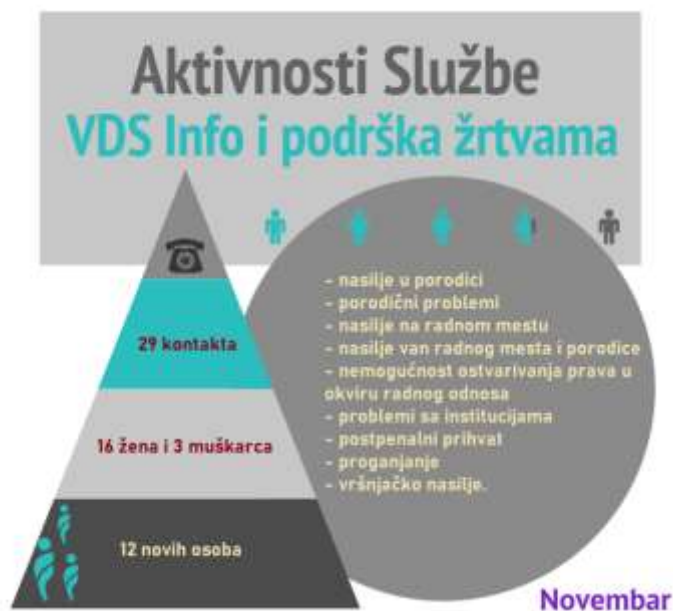 Aktivnosti Službe
VDS Info i podrška žrtvama
29 kontakta
16 žena i 3 muškarca
12 novih osoba
- nasilje u porodici
- porodični problemi
- nasilje na radnom mestu
- nasilje van radnog mesta i porodice
- nemogućnost ostvarivanja prava u
okviru radnog odnosa
- problemi sa institucijama
- postpenalni prihvat
- proganjanje
- vršnjačko nasilje.
Novembar